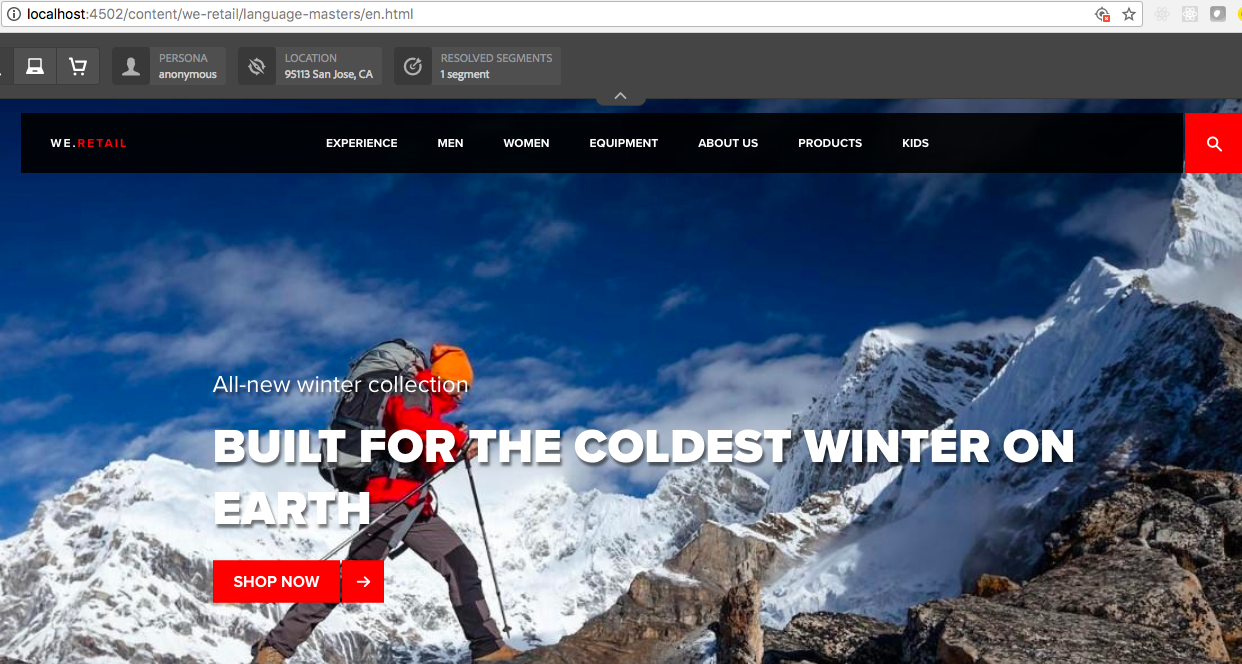 localhost:4502/content/we-retail/language-masters/en.html
PERSONA
anonymous
LOCATION
95113 San Jose, CA
RESOLVED SEGMENTS
1 segment
WE.RETAIL
EXPERIENCE
MEN
WOMEN
EQUIPMENT
ABOUT US
PRODUCTS
KIDS
All-new winter collection
BUILT FOR THE COLDEST WINTER ON
EARTH
SHOP NOW